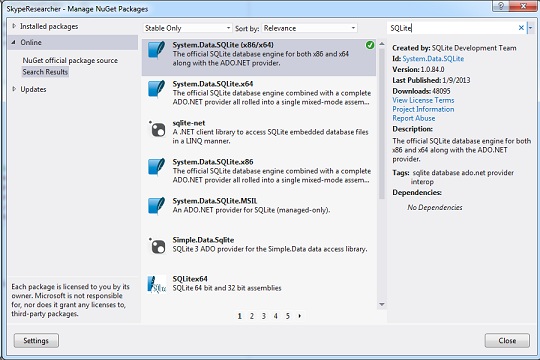 SkypeResearcher - Manage NuGet Packages
Installed packages
Online
NuGet official package source
Search Results
Updates
Each package is licensed to you by its
owner. Microsoft is not responsible
for, nor does it grant any licenses to,
third-party packages.
Settings
Stable Only
Sort by: Relevance
System.Data.SQLite (x86/x64)
The official SQLite database engine for both x86 and x64
along with the ADO.NET provider.
System.Data.SQLite.x64
The official SQLite database engine combined with a complete
ADO.NET provider all rolled into a single mixed-mode assem...
sqlite-net
A .NET client library to access SQLite embedded database files
in a LINQ manner.
System.Data.SQLite.x86
The official SQLite database engine combined with a complete
ADO.NET provider all rolled into a single mixed-mode assem...
System.Data.SQLite.MSIL
An ADO.NET provider for SQLite (managed-only).
Simple.Data.Sqlite
SQLite 3 ADO provider for the Simple.Data data access library.
SQLitex64
SQLite 64 bit and 32 bit assemblies
1 2 3 4 5
SQLite
Created by: SQLite Development Team
Id: System.Data.SQLite
Version: 1.0.84.0
Last Published: 1/9/2013
Downloads: 48095
View License Terms
Project Information
Report Abuse
Description:
The official SQLite database engine for both
x86 and x64 along with the ADO.NET
provider.
Tags: sqlite database ado.net provider
interop
Dependencies:
No Dependencies
Close